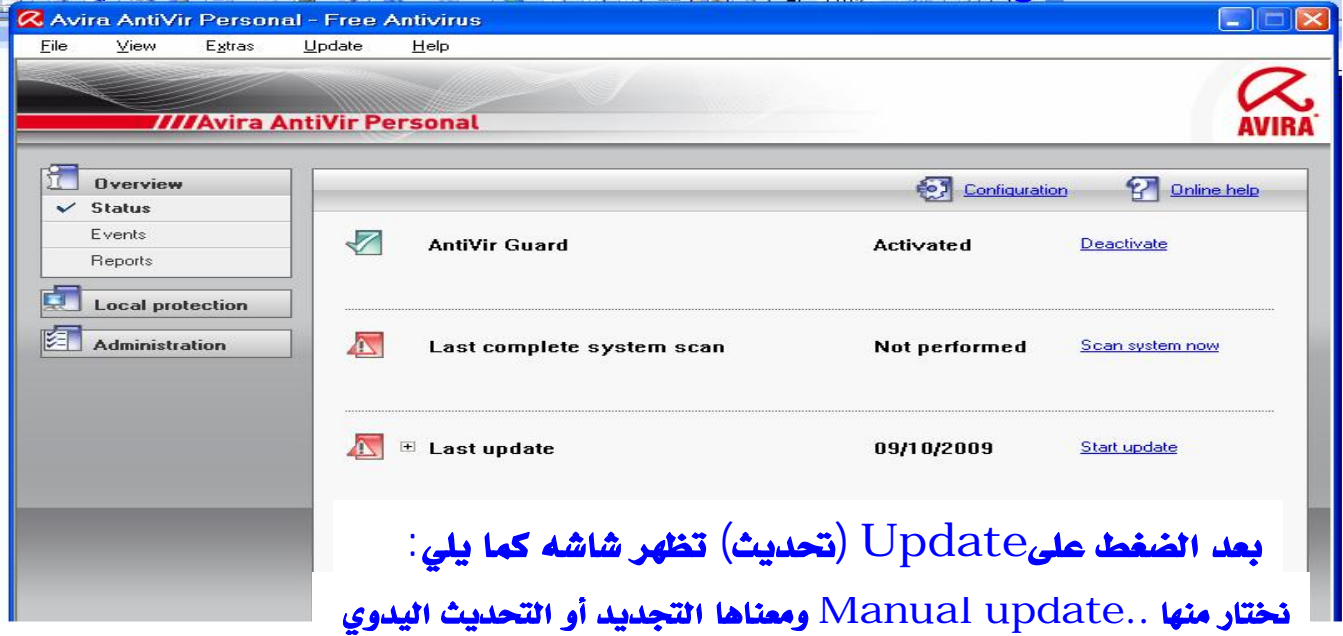 Avira AntiVir Personal - Free Antivirus
File View Extras Update Help
////Avira AntiVir Personal
AVIRA
Overview
Status
Events
Reports
Local protection
Administration
Configuration Online help
AntiVir Guard Activated Deactivate
Last complete system scan Not performed Scan system now
Last update 09/10/2009 Start update
بعد الضغط علىUpdate (تحديث) تظهر شاشه كما يلي:
نختار منها ..Manual update ومعناها التجديد أو التحديث اليدوي